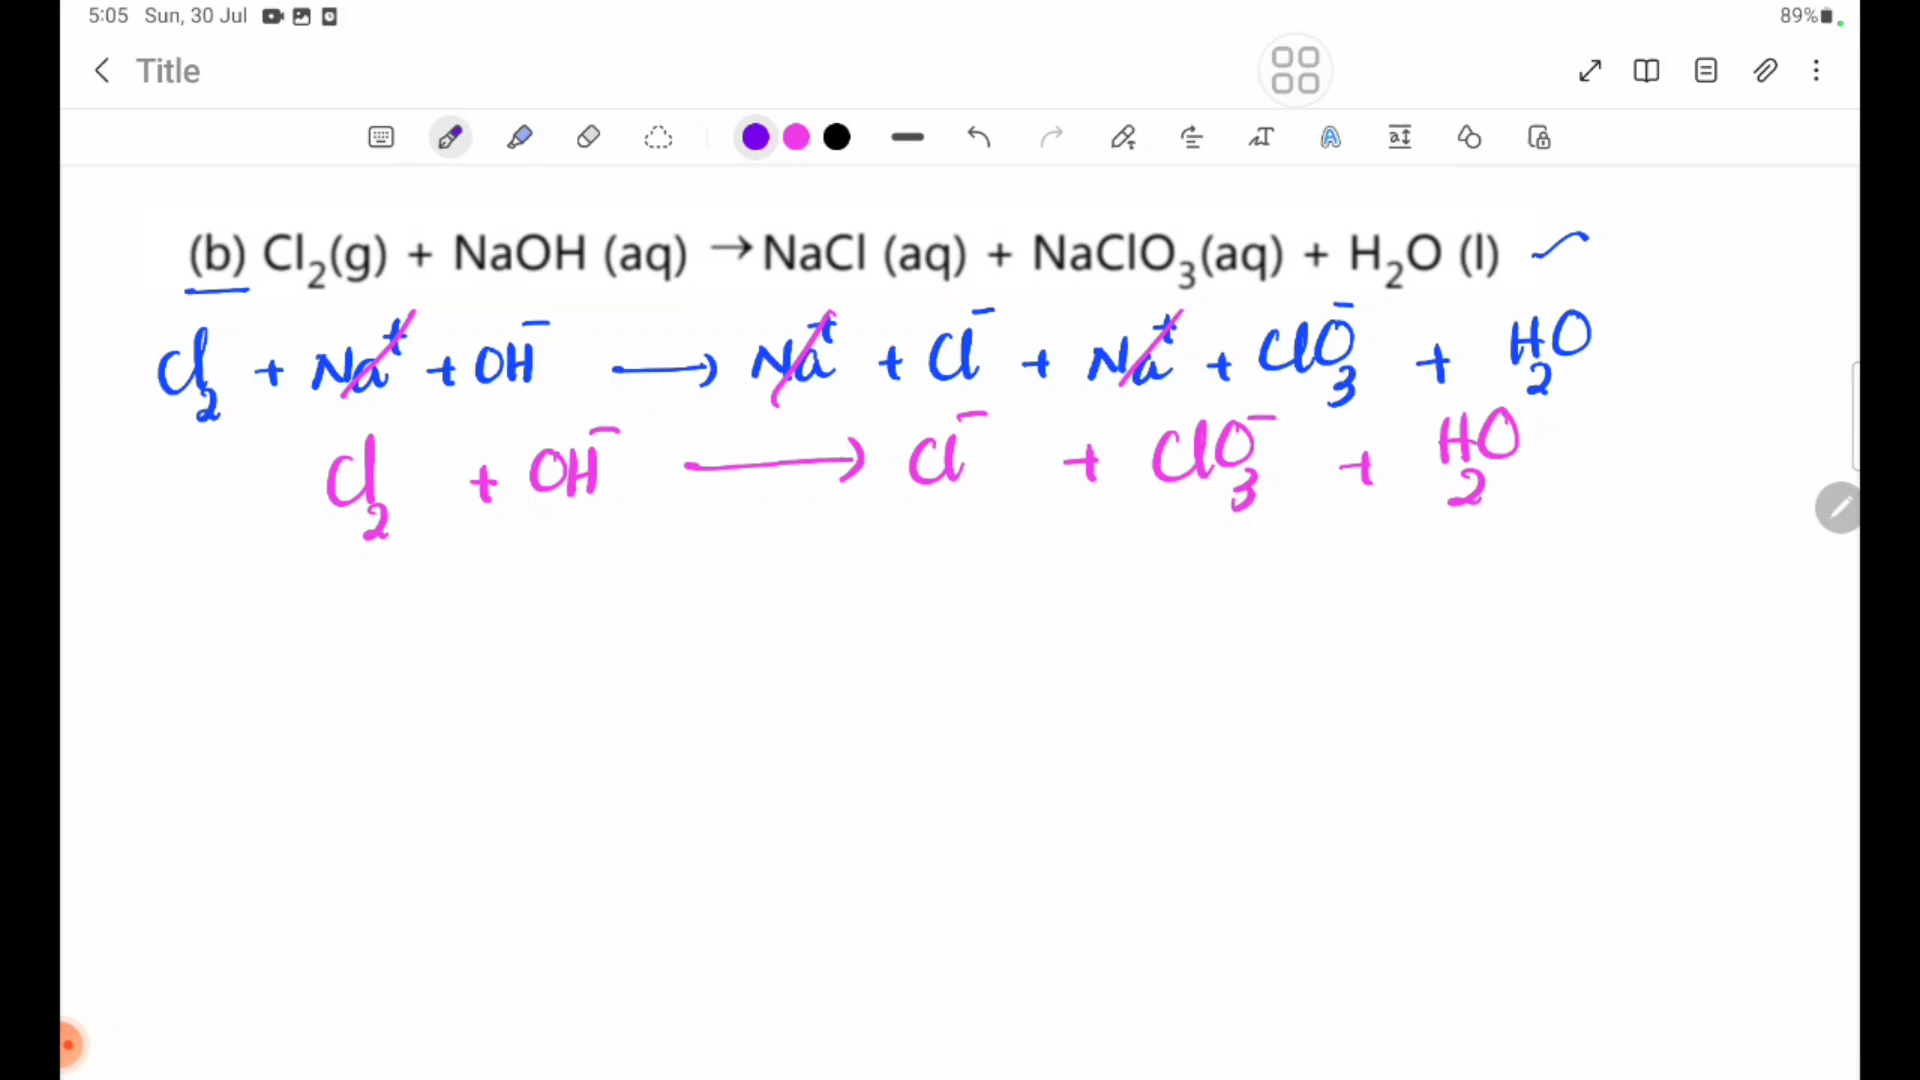 5:05 Sun, 30 Jul 89%
Title
(b) Cl₂(g) + NaOH (aq) → NaCl (aq) + NaClO₃(aq) + H₂O (l)
Cl₂ + Na⁺ + OH⁻ ⟶ Na⁺ + Cl⁻ + Na⁺ + ClO₃⁻ + H₂O
Cl₂ + OH⁻ ⟶ Cl⁻ + ClO₃⁻ + H₂O